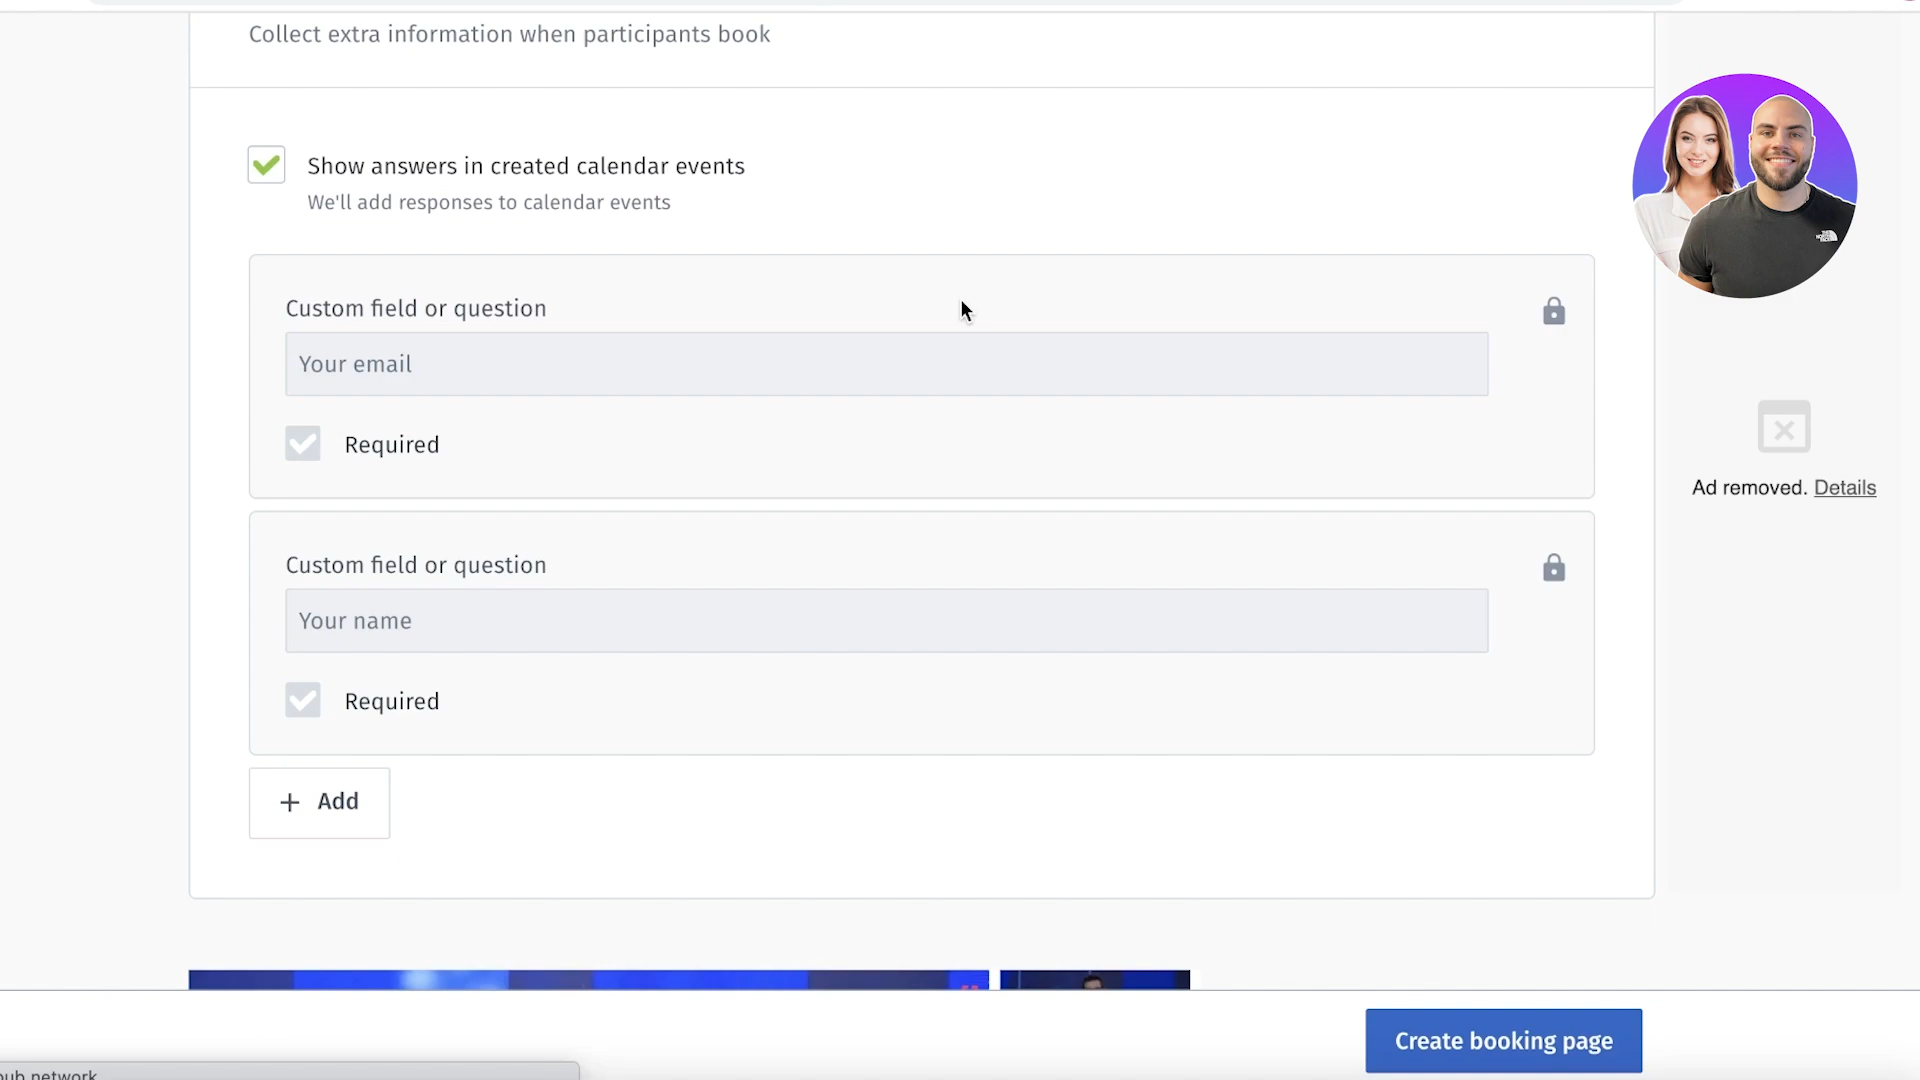 Collect extra information when participants book
Show answers in created calendar events
We'll add responses to calendar events
Custom field or question
Your email
Required
Ad removed. Details
Custom field or question
Your name
Required
+ Add
Create booking page
network